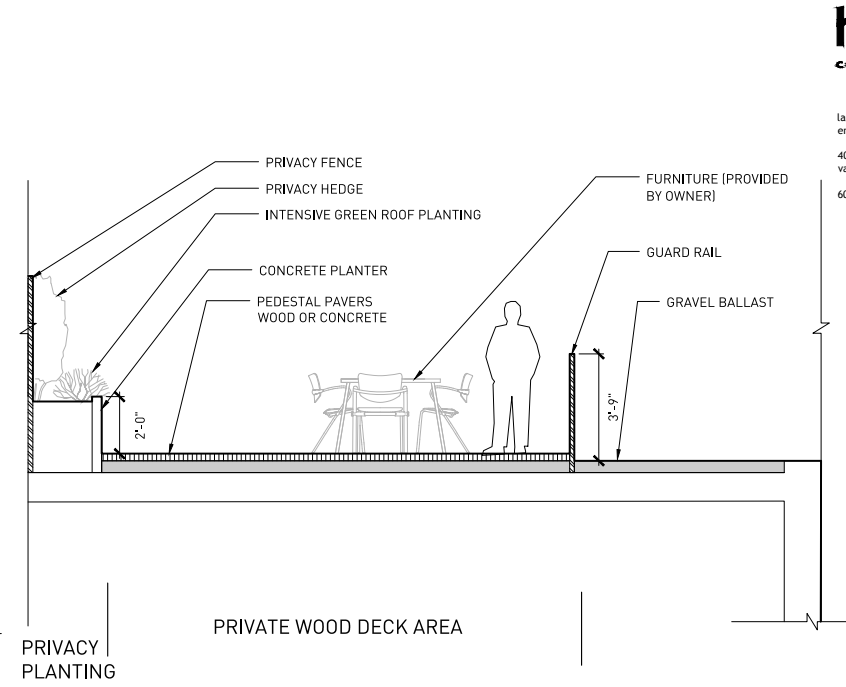 PRIVACY FENCE
PRIVACY HEDGE
INTENSIVE GREEN ROOF PLANTING
CONCRETE PLANTER
PEDESTAL PAVERS
WOOD OR CONCRETE
FURNITURE (PROVIDED
BY OWNER)
GUARD RAIL
GRAVEL BALLAST
2'-0"
3'-9"
PRIVATE WOOD DECK AREA
PRIVACY
PLANTING